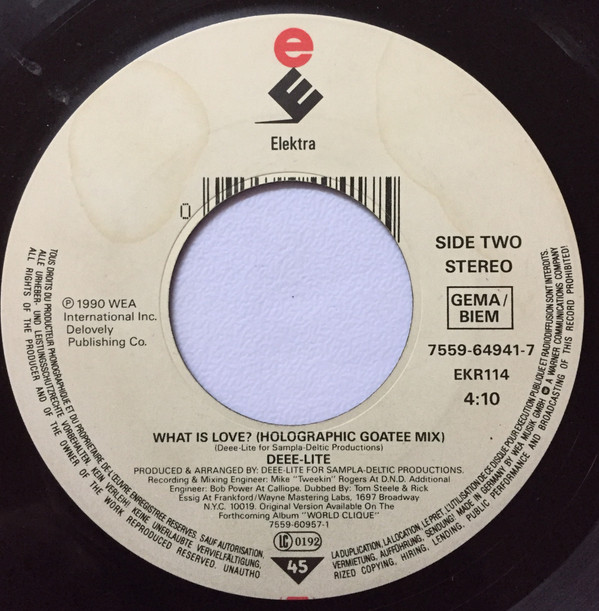 e
E
Elektra
0
SIDE TWO
STEREO
GEMA/
BIEM
7559-64941-7
EKR114
4:10
℗ 1990 WEA
International Inc.
Delovely
Publishing Co.
WHAT IS LOVE? (HOLOGRAPHIC GOATEE MIX)
(Deee-Lite for Sampla-Deltic Productions)
DEEE-LITE
PRODUCED & ARRANGED BY: DEEE-LITE FOR SAMPLA-DELTIC PRODUCTIONS.
Recording & Mixing Engineer: Mike "Tweekin" Rogers At D.N.D. Additional
Engineer: Bob Power At Calliope. Dubbed By: Tom Steele & Rick
Essig At Frankford/Wayne Mastering Labs, 1697 Broadway
N.Y.C. 10019. Original Version Available On The
Forthcoming Album "WORLD CLIQUE"
7559-60957-1
LC 0192
45
TOUS DROITS DU PRODUCTEUR PHONOGRAPHIQUE ET DU PROPRIETAIRE DE L'ŒUVRE ENREGISTREE RESERVES. SAUF AUTORISATION,
LA DUPLICATION, LA LOCATION, LE PRET, L'UTILISATION DE CE DISQUE POUR EXECUTION PUBLIQUE ET RADIODIFFUSION SONT INTERDITS.
ALLE URHEBER- UND LEISTUNGSSCHUTZRECHTE VORBEHALTEN. KEIN VERLEIH! KEINE UNERLAUBTE VERVIELFÄLTIGUNG,
VERMIETUNG, AUFFÜHRUNG, SENDUNG! MADE IN GERMANY BY WEA MUSIK GMBH A WARNER COMMUNICATIONS COMPANY
ALL RIGHTS OF THE PRODUCER AND OF THE OWNER OF THE WORK REPRODUCED RESERVED. UNAUTHO
RIZED COPYING, HIRING, LENDING, PUBLIC PERFORMANCE AND BROADCASTING OF THIS RECORD PROHIBITED!